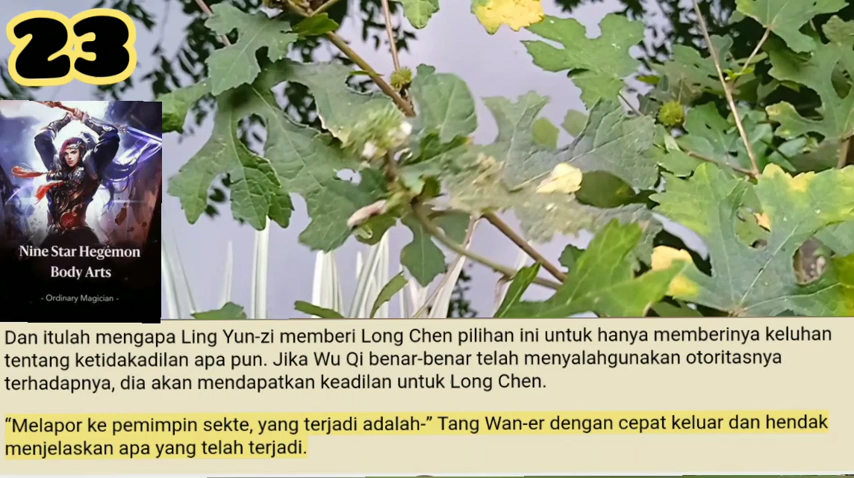 23
Nine Star Hegemon
Body Arts
- Ordinary Magician -
Dan itulah mengapa Ling Yun-zi memberi Long Chen pilihan ini untuk hanya memberinya keluhan
tentang ketidakadilan apa pun. Jika Wu Qi benar-benar telah menyalahgunakan otoritasnya
terhadapnya, dia akan mendapatkan keadilan untuk Long Chen.
“Melapor ke pemimpin sekte, yang terjadi adalah-” Tang Wan-er dengan cepat keluar dan hendak
menjelaskan apa yang telah terjadi.